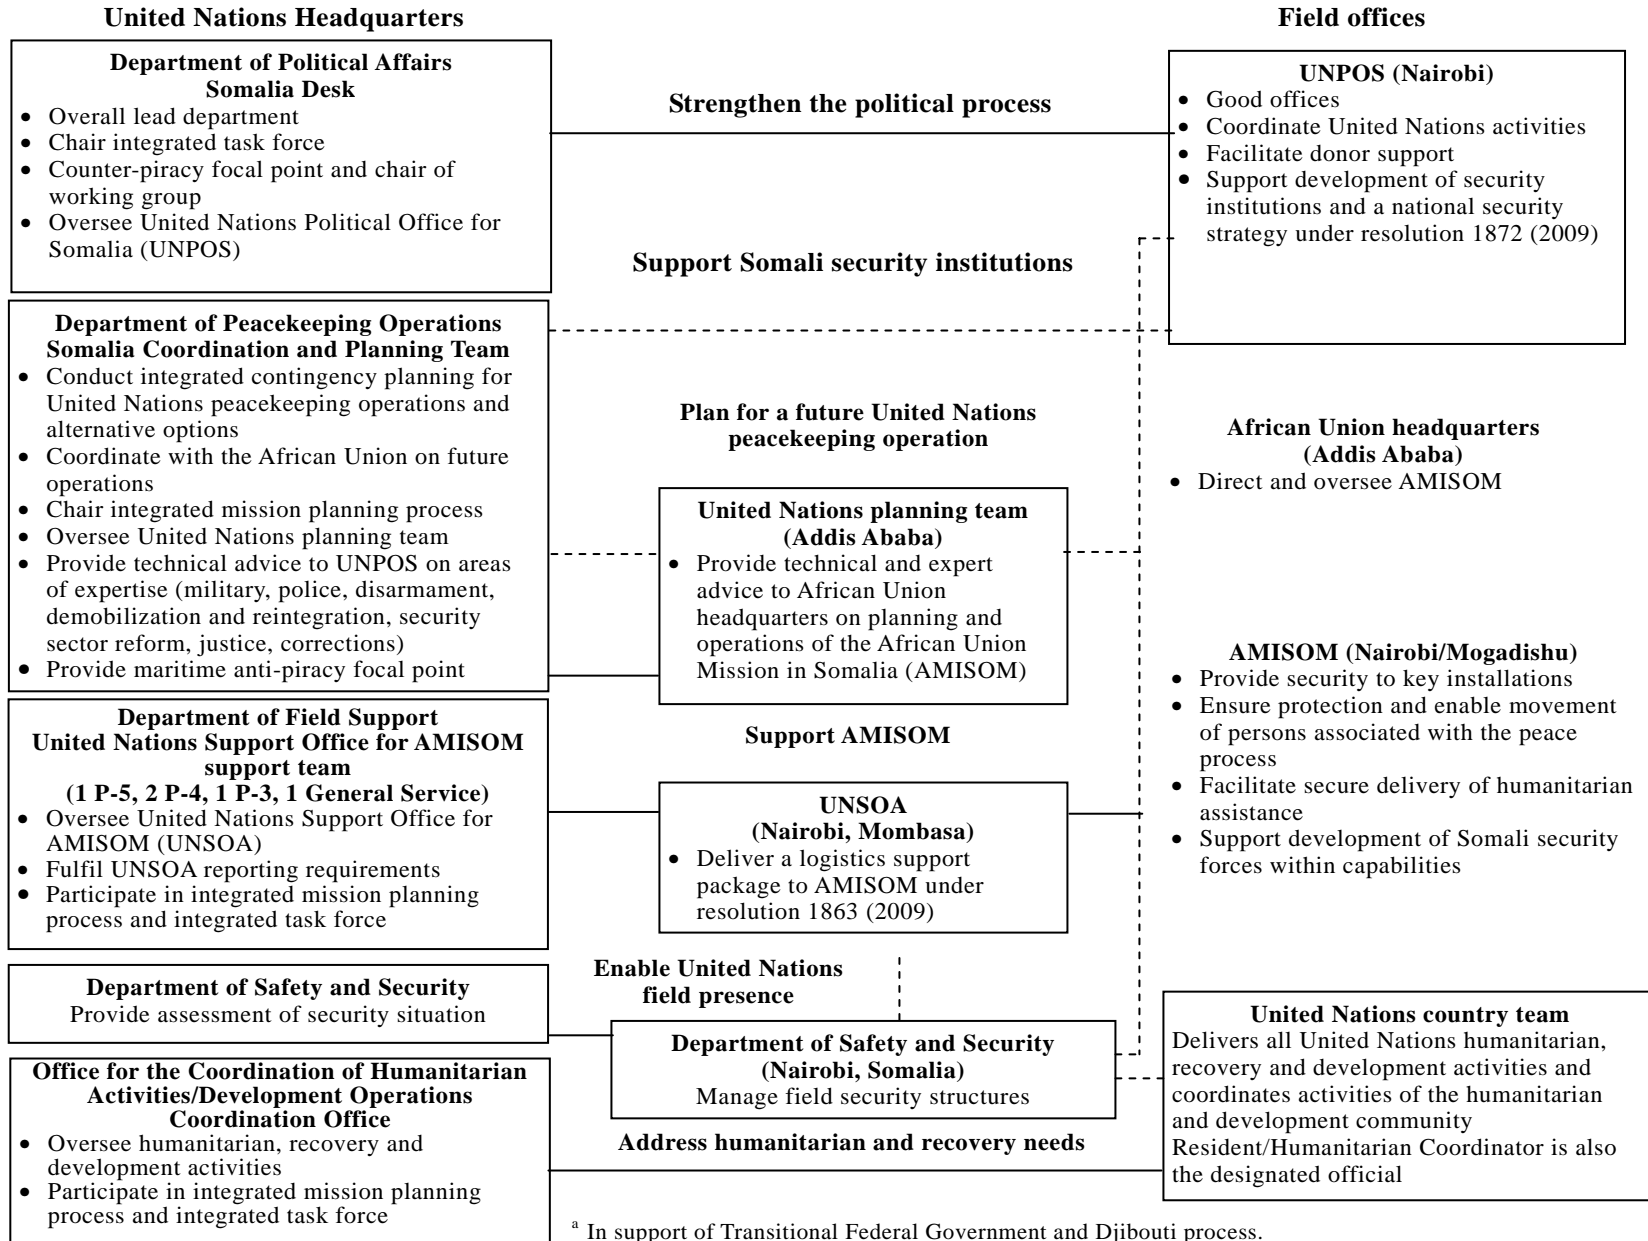 United Nations Headquarters
Field offices
Department of Political Affairs
Somalia Desk
• Overall lead department
• Chair integrated task force
• Counter-piracy focal point and chair of
working group
• Oversee United Nations Political Office for
Somalia (UNPOS)
Strengthen the political process
UNPOS (Nairobi)
• Good offices
• Coordinate United Nations activities
• Facilitate donor support
• Support development of security
institutions and a national security
strategy under resolution 1872 (2009)
Support Somali security institutions
Department of Peacekeeping Operations
Somalia Coordination and Planning Team
• Conduct integrated contingency planning for
United Nations peacekeeping operations and
alternative options
• Coordinate with the African Union on future
operations
• Chair integrated mission planning process
• Oversee United Nations planning team
• Provide technical advice to UNPOS on areas
of expertise (military, police, disarmament,
demobilization and reintegration, security
sector reform, justice, corrections)
• Provide maritime anti-piracy focal point
Plan for a future United Nations
peacekeeping operation
United Nations planning team
(Addis Ababa)
• Provide technical and expert
advice to African Union
headquarters on planning and
operations of the African Union
Mission in Somalia (AMISOM)
African Union headquarters
(Addis Ababa)
• Direct and oversee AMISOM
AMISOM (Nairobi/Mogadishu)
• Provide security to key installations
• Ensure protection and enable movement
of persons associated with the peace
process
• Facilitate secure delivery of humanitarian
assistance
• Support development of Somali security
forces within capabilities
Department of Field Support
United Nations Support Office for AMISOM
support team
(1 P-5, 2 P-4, 1 P-3, 1 General Service)
• Oversee United Nations Support Office for
AMISOM (UNSOA)
• Fulfil UNSOA reporting requirements
• Participate in integrated mission planning
process and integrated task force
Support AMISOM
UNSOA
(Nairobi, Mombasa)
• Deliver a logistics support
package to AMISOM under
resolution 1863 (2009)
Department of Safety and Security
Provide assessment of security situation
Enable United Nations
field presence
Department of Safety and Security
(Nairobi, Somalia)
Manage field security structures
United Nations country team
Delivers all United Nations humanitarian,
recovery and development activities and
coordinates activities of the humanitarian
and development community
Resident/Humanitarian Coordinator is also
the designated official
Office for the Coordination of Humanitarian
Activities/Development Operations
Coordination Office
• Oversee humanitarian, recovery and
development activities
• Participate in integrated mission planning
process and integrated task force
Address humanitarian and recovery needs
a In support of Transitional Federal Government and Djibouti process.